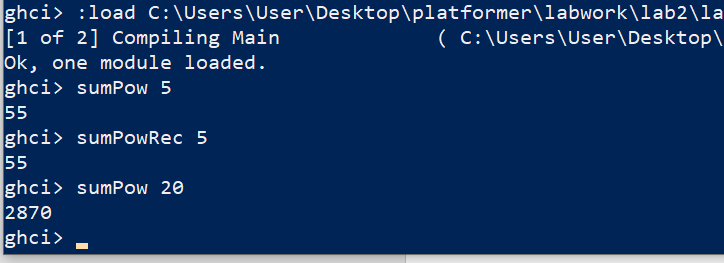 ghci> :load C:\Users\User\Desktop\platformer\labwork\lab2\la
[1 of 2] Compiling Main             ( C:\Users\User\Desktop\
Ok, one module loaded.
ghci> sumPow 5
55
ghci> sumPowRec 5
55
ghci> sumPow 20
2870
ghci>